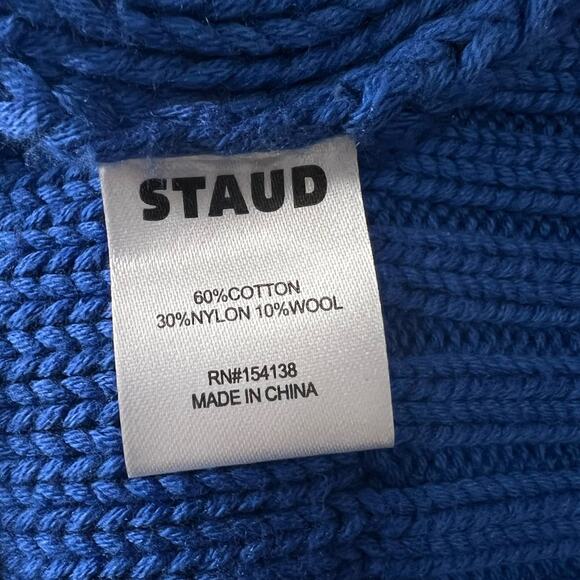 STAUD
60%COTTON
30%NYLON 10%WOOL
RN#154138
MADE IN CHINA